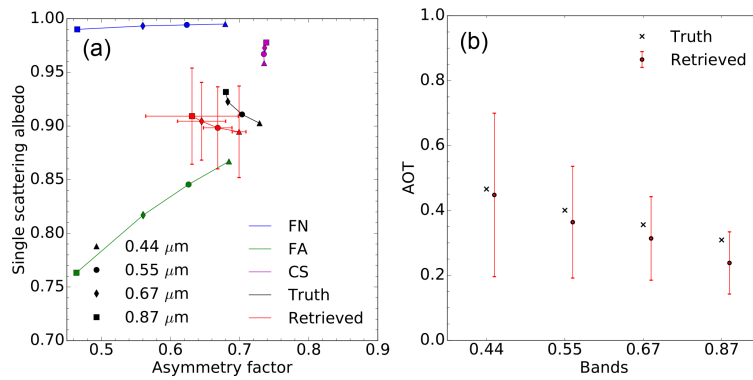 (a)
1.00
0.95
0.90
0.85
0.80
0.75
0.70
Single scattering albedo
0.44 μm
0.55 μm
0.67 μm
0.87 μm
FN
FA
CS
Truth
Retrieved
0.5 0.6 0.7 0.8 0.9
Asymmetry factor
(b)
Truth
Retrieved
1.0
0.8
0.6
0.4
0.2
0.0
AOT
0.44 0.55 0.67 0.87
Bands